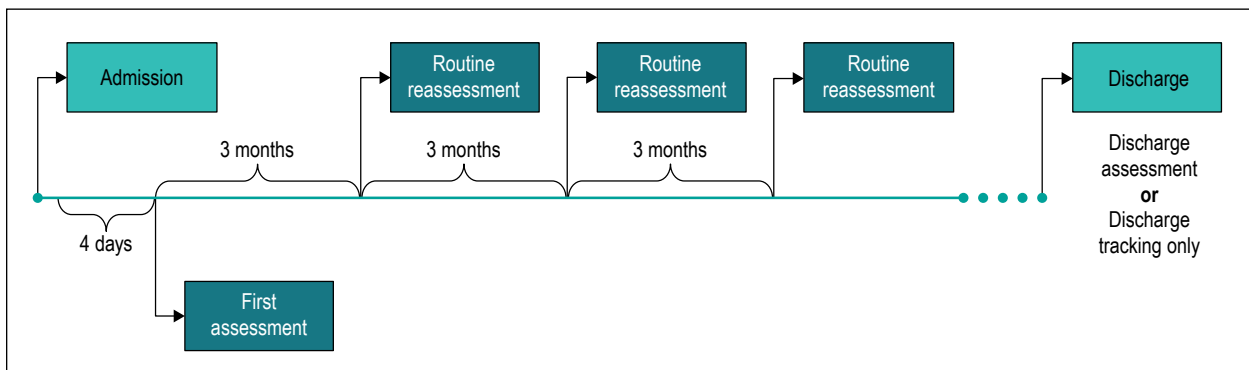 Admission
Routine
reassessment
Routine
reassessment
Routine
reassessment
Discharge
3 months
3 months
3 months
4 days
First
assessment
Discharge
assessment
or
Discharge
tracking only